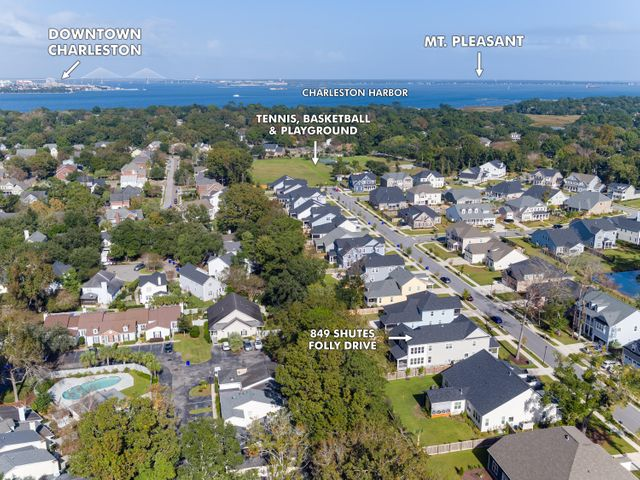 DOWNTOWN
CHARLESTON
MT. PLEASANT
CHARLESTON HARBOR
TENNIS, BASKETBALL
& PLAYGROUND
849 SHUTES
FOLLY DRIVE